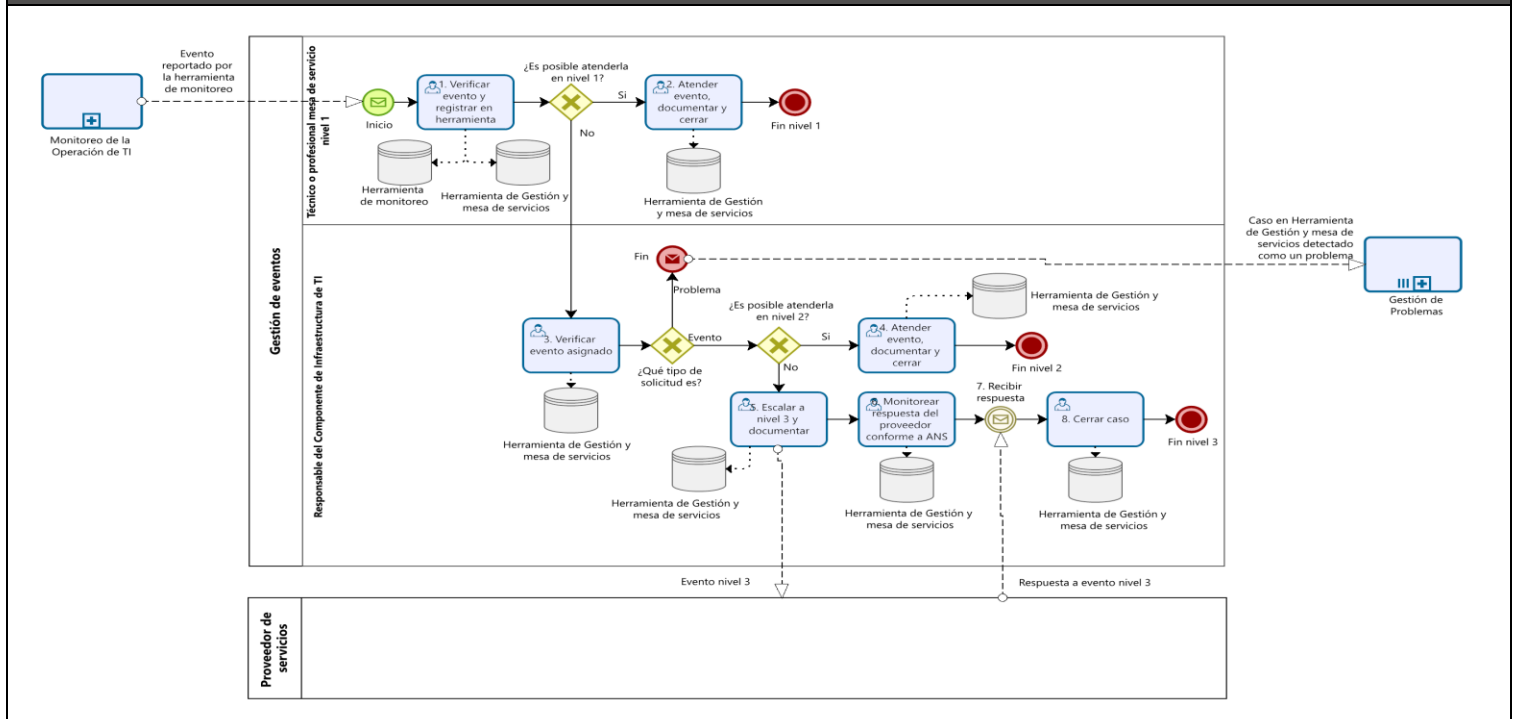 Evento
reportado por
la herramienta
de monitoreo
Monitoreo de la
Operación de TI
Gestión de eventos
Técnico o profesional mesa de servicio
nivel 1
Inicio
1. Verificar
evento y
registrar en
herramienta
¿Es posible atenderla
en nivel 1?
Si
No
2. Atender
evento,
documentar y
cerrar
Fin nivel 1
Herramienta
de monitoreo
Herramienta de Gestión y
mesa de servicios
Herramienta de Gestión
y mesa de servicios
Responsable del Componente de Infraestructura de TI
Fin
Problema
3. Verificar
evento asignado
¿Qué tipo de
solicitud es?
Evento
¿Es posible atenderla
en nivel 2?
Si
No
4. Atender
evento,
documentar y
cerrar
Herramienta de Gestión y
mesa de servicios
Fin nivel 2
Herramienta de Gestión y
mesa de servicios
5. Escalar a
nivel 3 y
documentar
Herramienta de Gestión y
mesa de servicios
Monitorear
respuesta del
proveedor
conforme a ANS
Herramienta de Gestión y
mesa de servicios
7. Recibir
respuesta
8. Cerrar caso
Herramienta de Gestión y
mesa de servicios
Fin nivel 3
Caso en Herramienta
de Gestión y mesa de
servicios detectado
como un problema
Gestión de
Problemas
Evento nivel 3
Respuesta a evento nivel 3
Proveedor de
servicios